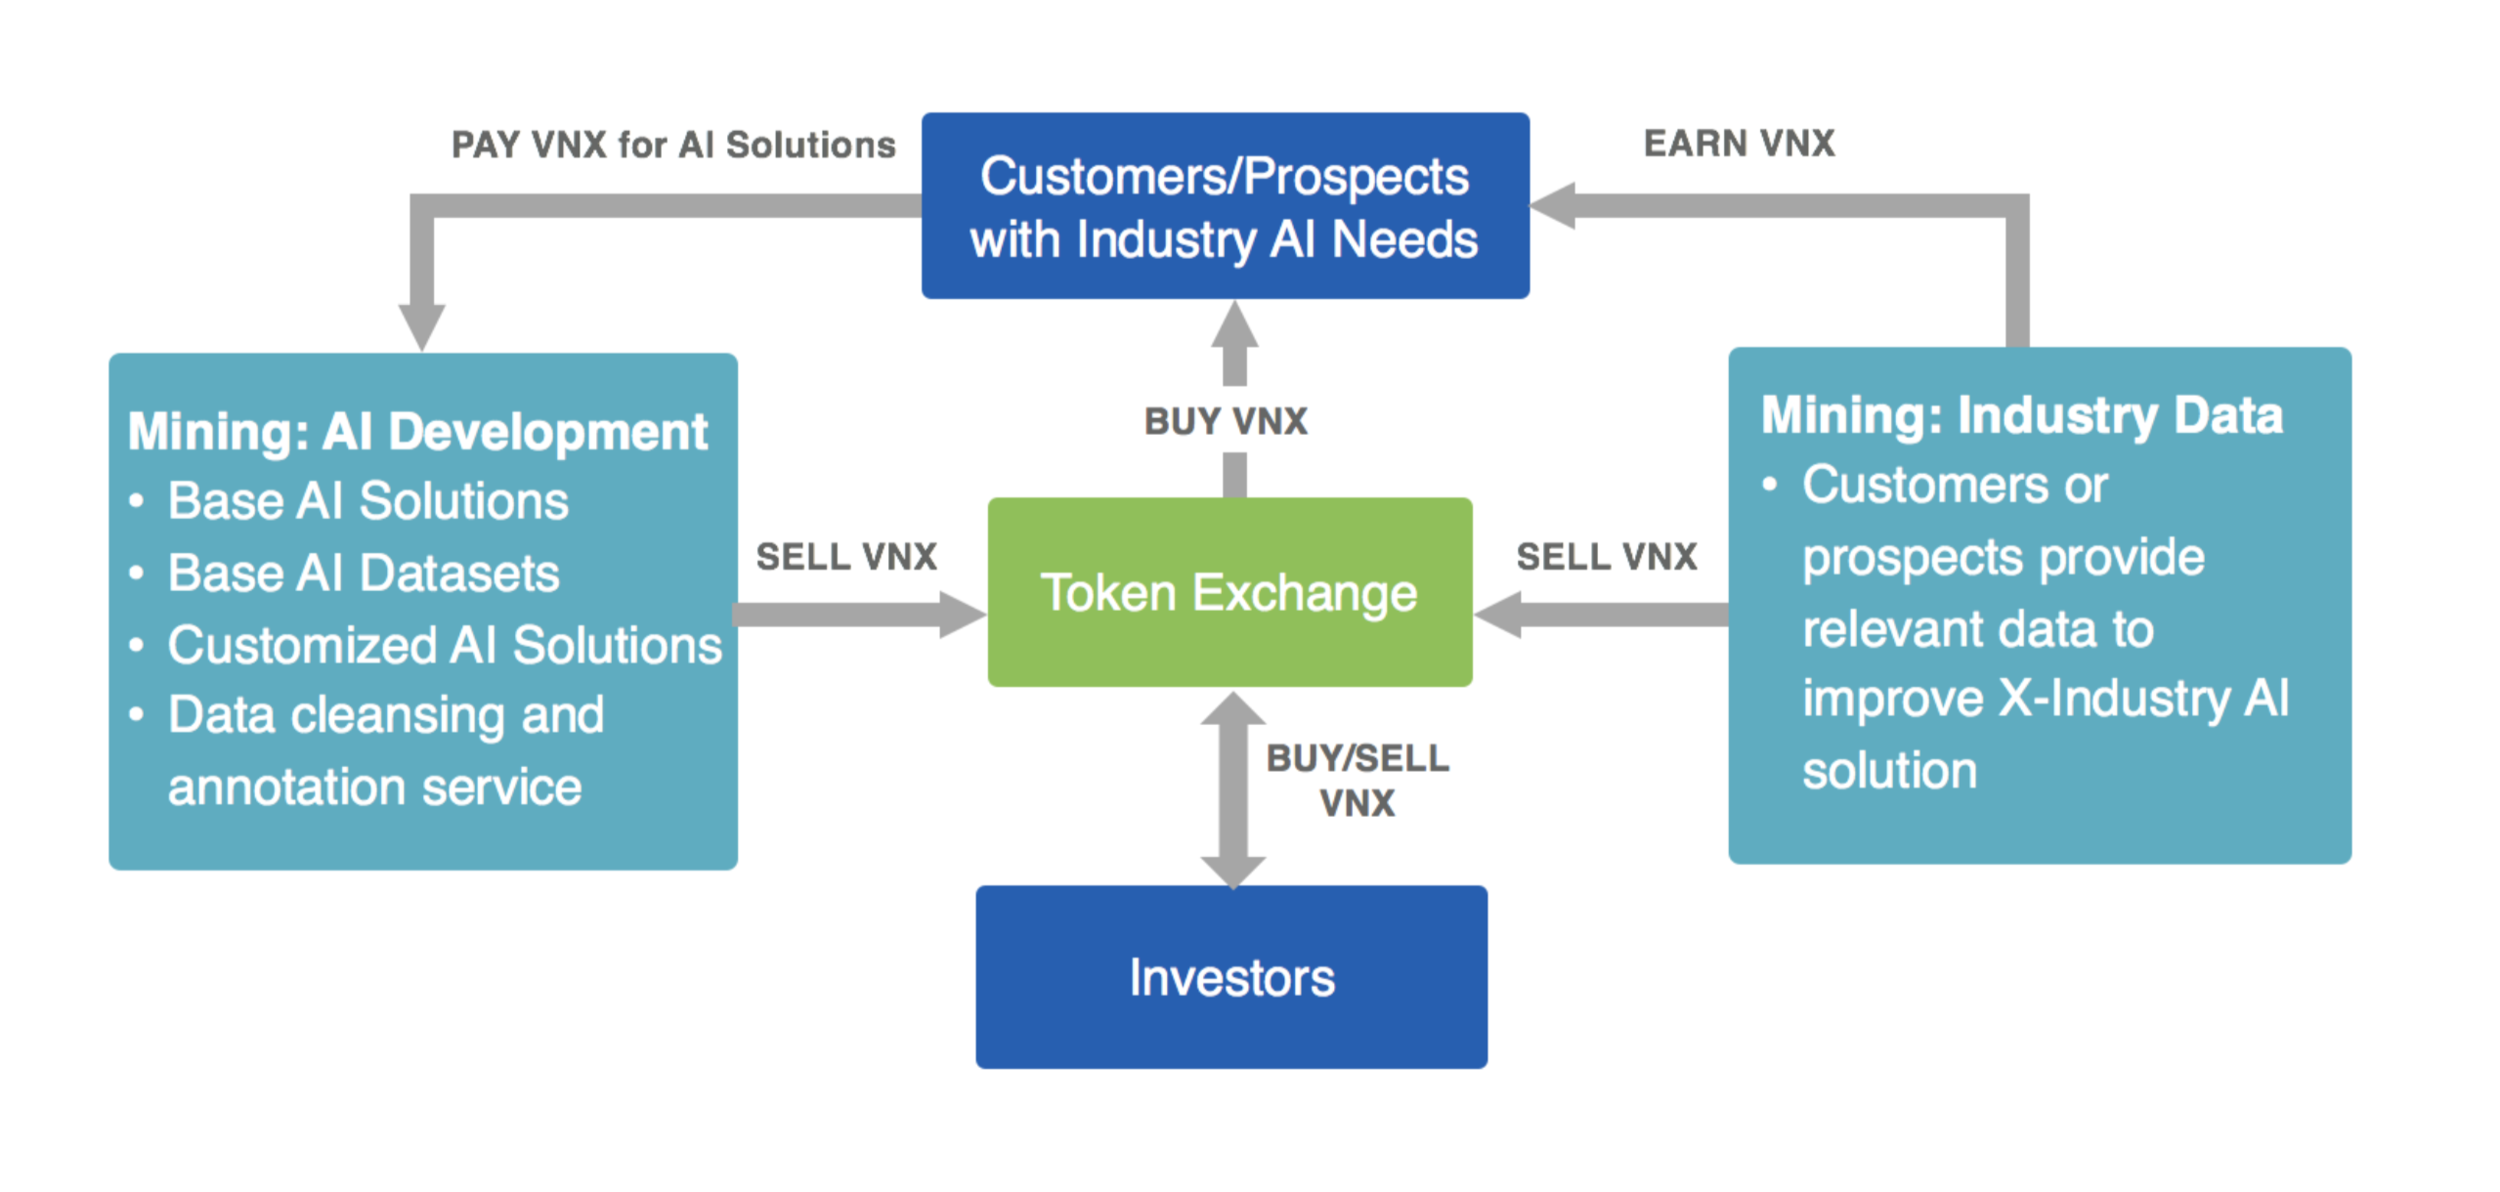 PAY VNX for AI Solutions
Customers/Prospects
with Industry AI Needs
EARN VNX
Mining: AI Development
• Base AI Solutions
• Base AI Datasets
• Customized AI Solutions
• Data cleansing and
annotation service
SELL VNX
BUY VNX
Token Exchange
SELL VNX
Mining: Industry Data
• Customers or
prospects provide
relevant data to
improve X-Industry AI
solution
BUY/SELL
VNX
Investors